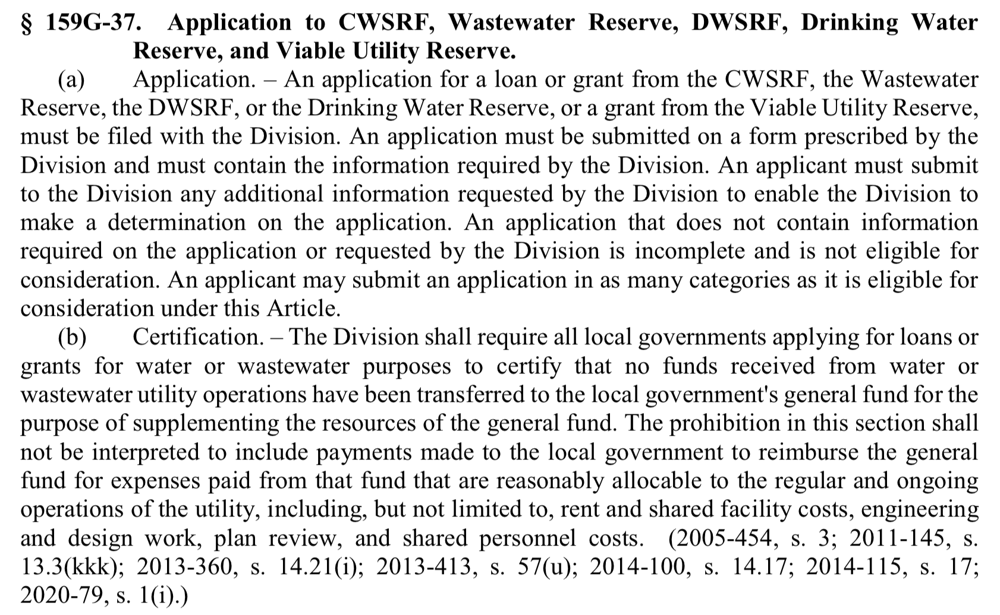 § 159G-37. Application to CWSRF, Wastewater Reserve, DWSRF, Drinking Water
Reserve, and Viable Utility Reserve.
(a) Application. – An application for a loan or grant from the CWSRF, the Wastewater
Reserve, the DWSRF, or the Drinking Water Reserve, or a grant from the Viable Utility Reserve,
must be filed with the Division. An application must be submitted on a form prescribed by the
Division and must contain the information required by the Division. An applicant must submit
to the Division any additional information requested by the Division to enable the Division to
make a determination on the application. An application that does not contain information
required on the application or requested by the Division is incomplete and is not eligible for
consideration. An applicant may submit an application in as many categories as it is eligible for
consideration under this Article.
(b) Certification. – The Division shall require all local governments applying for loans or
grants for water or wastewater purposes to certify that no funds received from water or
wastewater utility operations have been transferred to the local government's general fund for the
purpose of supplementing the resources of the general fund. The prohibition in this section shall
not be interpreted to include payments made to the local government to reimburse the general
fund for expenses paid from that fund that are reasonably allocable to the regular and ongoing
operations of the utility, including, but not limited to, rent and shared facility costs, engineering
and design work, plan review, and shared personnel costs. (2005-454, s. 3; 2011-145, s.
13.3(kkk); 2013-360, s. 14.21(i); 2013-413, s. 57(u); 2014-100, s. 14.17; 2014-115, s. 17;
2020-79, s. 1(i).)